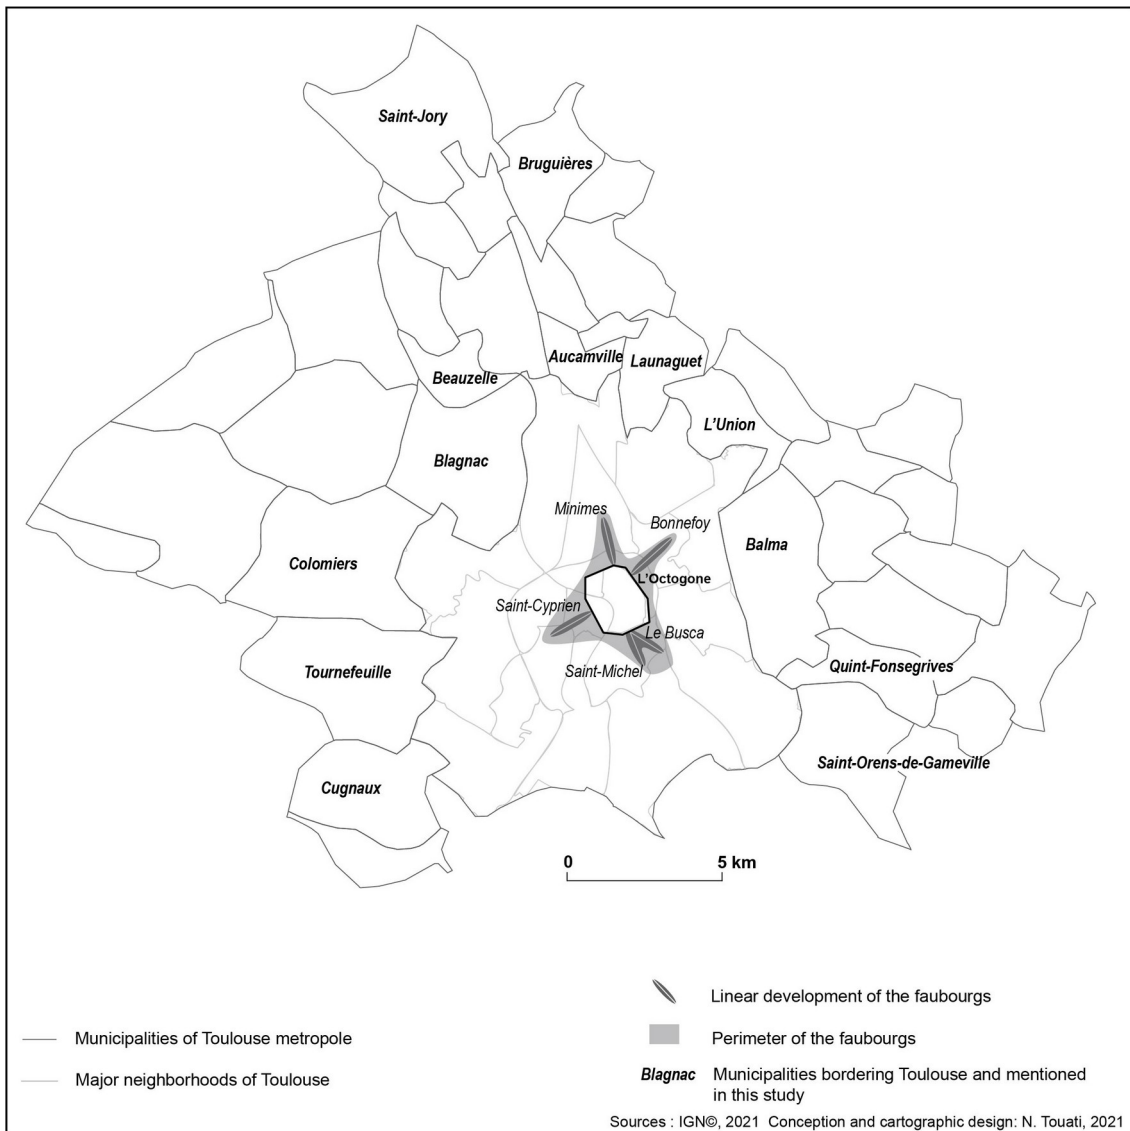 Saint-Jory
Bruguières
Aucamville
Launaguet
Beauzelle
L'Union
Blagnac
Minimes
Bonnefoy
Balma
Colomiers
L'Octogone
Saint-Cyprien
Le Busca
Quint-Fonsegrives
Tournefeuille
Saint-Michel
Saint-Orens-de-Gameville
Cugnaux
0 5 km
Linear development of the faubourgs
Municipalities of Toulouse metropole
Perimeter of the faubourgs
Major neighborhoods of Toulouse
Blagnac Municipalities bordering Toulouse and mentioned
in this study
Sources : IGN©, 2021 Conception and cartographic design: N. Touati, 2021